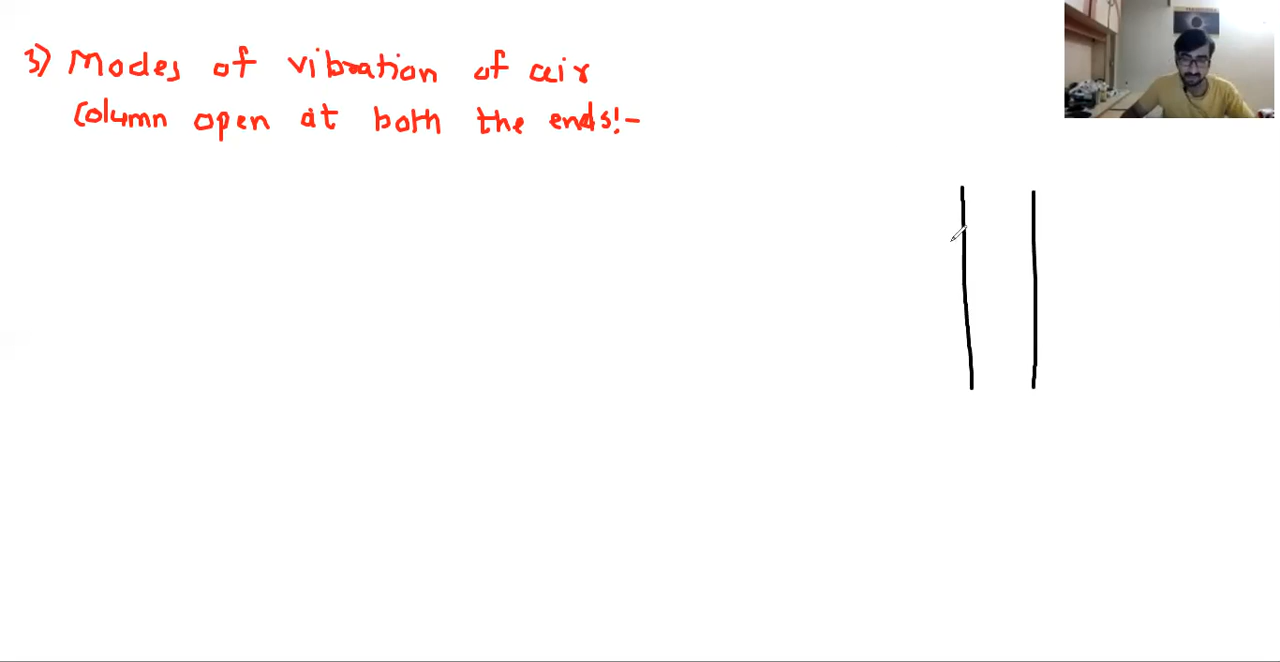 3) Modes of vibration of air
Column open at both the ends:-